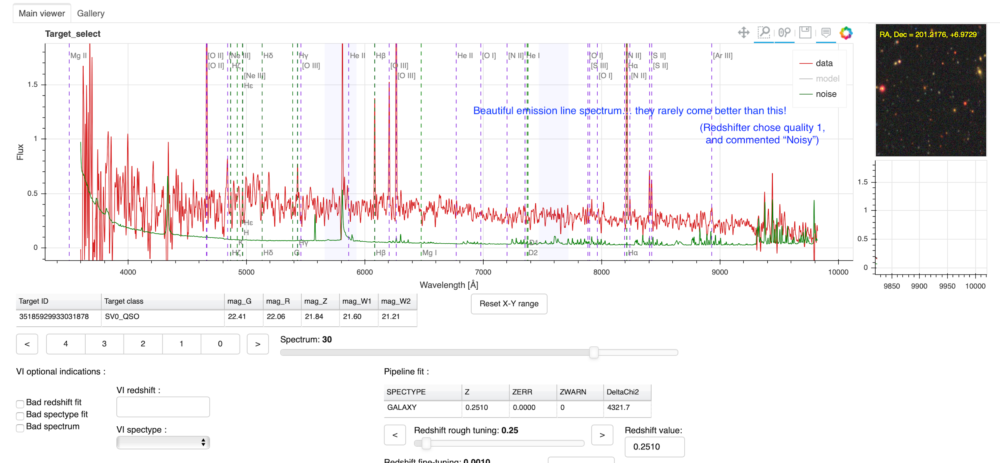 Main viewer
Gallery
Target_select
RA, Dec = 201.2176, +6.9729
Mg II
[O II]
[Ne III]
Hδ
Hγ
He II
Hβ
He II
[O I]
[N II]
He I
[O I]
[N II]
[S II]
[Ar III]
[O II]
Hζ
[O III]
[O III]
[S III]
Hα
[S II]
[Ne III]
[O III]
[O I]
[N II]
Hε
data
model
noise
Beautiful emission line spectrum... they rarely come better than this!
(Redshifter chose quality 1,
and commented “Noisy”)
Flux
1.5
1
0.5
0
Hε
H
K
Hγ
D1
Hζ
Hδ
G
Hβ
Mg I
D2
Hα
4000 5000 6000 7000 8000 9000 10000
Wavelength [Å]
1.5
1
0.5
0
9850 9900 9950 10000
Target ID Target class mag_G mag_R mag_Z mag_W1 mag_W2
35185929933031878 SV0_QSO 22.41 22.06 21.84 21.60 21.21
Reset X-Y range
< 4 3 2 1 0 >
Spectrum: 30
VI optional indications :
Bad redshift fit
Bad spectype fit
Bad spectrum
VI redshift :
VI spectype :
Pipeline fit :
SPECTYPE Z ZERR ZWARN DeltaChi2
GALAXY 0.2510 0.0000 0 4321.7
< Redshift rough tuning: 0.25 >
Redshift value:
0.2510
Redshift fine-tuning: 0.0010